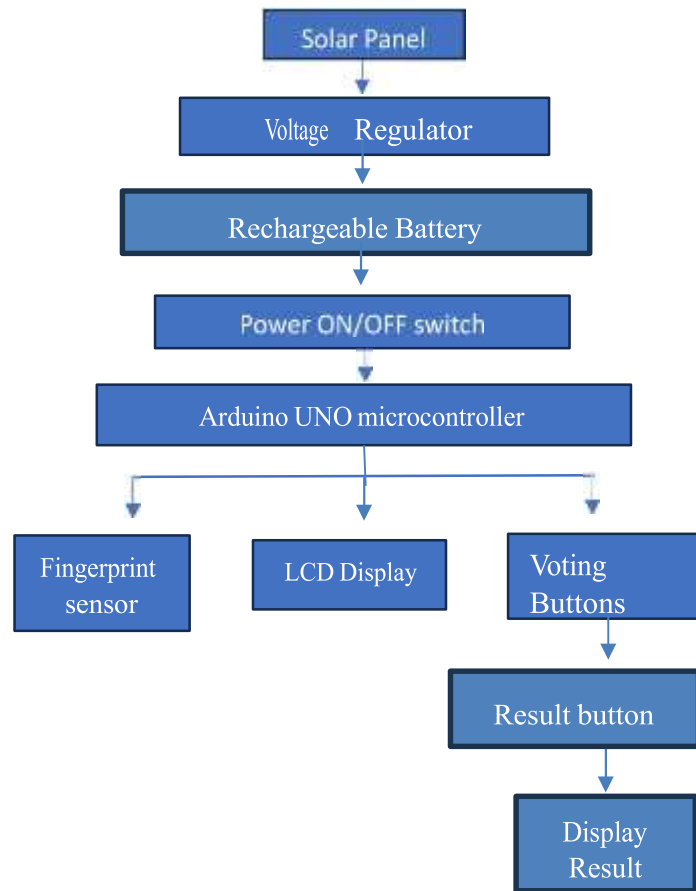 Solar Panel
Voltage Regulator
Rechargeable Battery
Power ON/OFF switch
Arduino UNO microcontroller
Fingerprint
sensor
LCD Display
Voting
Buttons
Result button
Display
Result